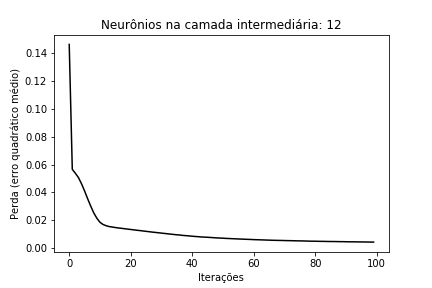 Neurônios na camada intermediária: 12
Perda (erro quadrático médio)
0.14
0.12
0.10
0.08
0.06
0.04
0.02
0.00
0 20 40 60 80 100
Iterações